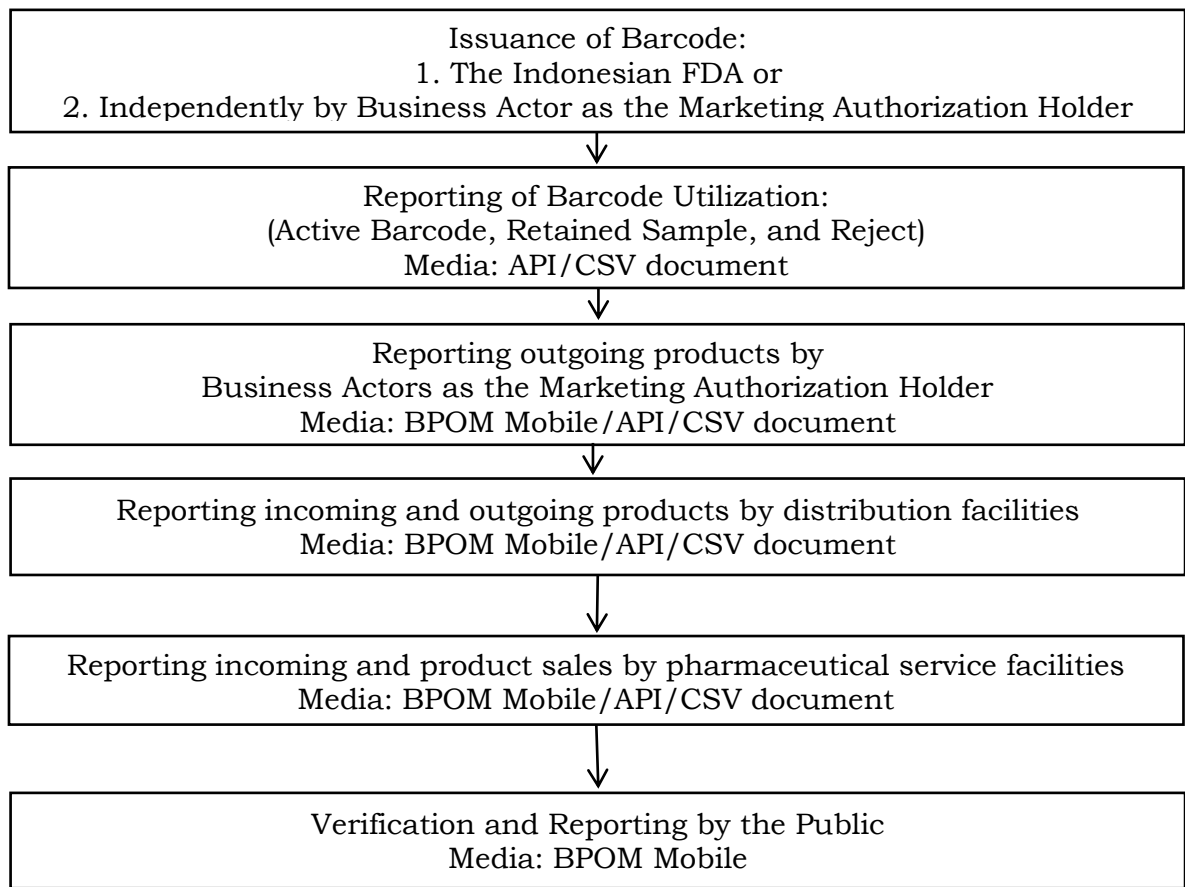 Issuance of Barcode:
1. The Indonesian FDA or
2. Independently by Business Actor as the Marketing Authorization Holder
Reporting of Barcode Utilization:
(Active Barcode, Retained Sample, and Reject)
Media: API/CSV document
Reporting outgoing products by
Business Actors as the Marketing Authorization Holder
Media: BPOM Mobile/API/CSV document
Reporting incoming and outgoing products by distribution facilities
Media: BPOM Mobile/API/CSV document
Reporting incoming and product sales by pharmaceutical service facilities
Media: BPOM Mobile/API/CSV document
Verification and Reporting by the Public
Media: BPOM Mobile